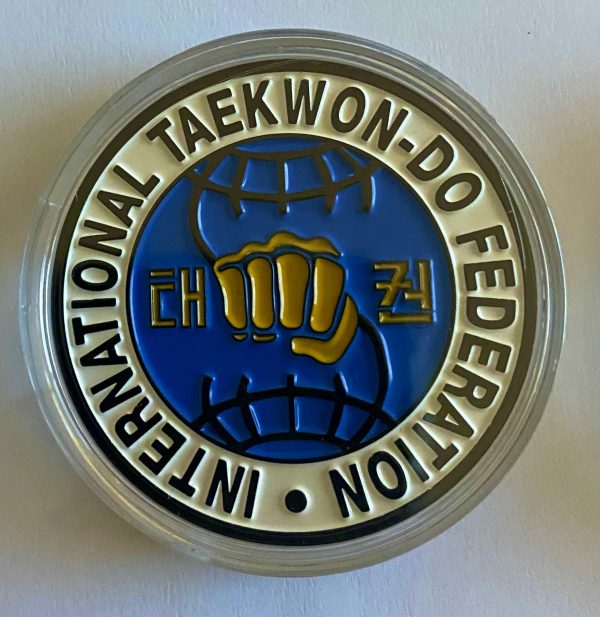 INTERNATIONAL TAEKWON-DO FEDERATION •
태 권